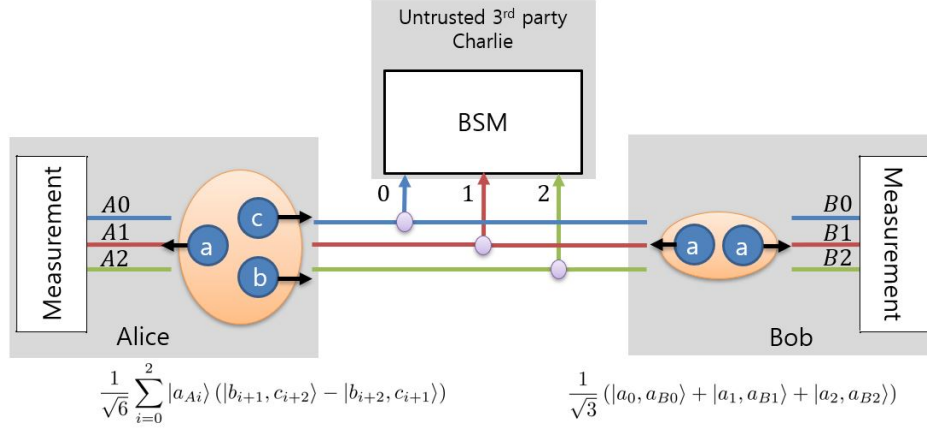 Untrusted 3rd party
Charlie
BSM
0 1 2
Measurement
A0
A1
A2
a
c
b
Alice
a a
B0
B1
B2
Measurement
Bob
\frac{1}{\sqrt{6}} \sum_{i=0}^{2} |a_{Ai}\rangle (|b_{i+1}, c_{i+2}\rangle − |b_{i+2}, c_{i+1}\rangle)
\frac{1}{\sqrt{3}} (|a_0, a_{B0}\rangle + |a_1, a_{B1}\rangle + |a_2, a_{B2}\rangle)